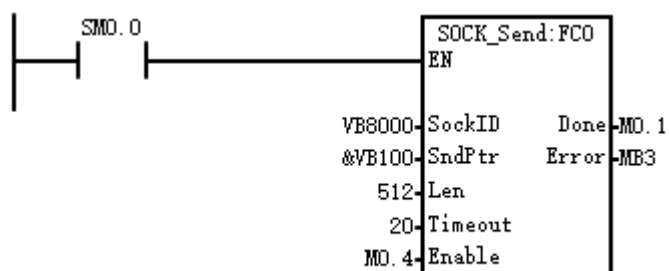 SM0.0
SOCK_Send:FC0
EN
VB8000 SockID Done M0.1
&VB100 SndPtr Error MB3
512 Len
20 Timeout
M0.4 Enable